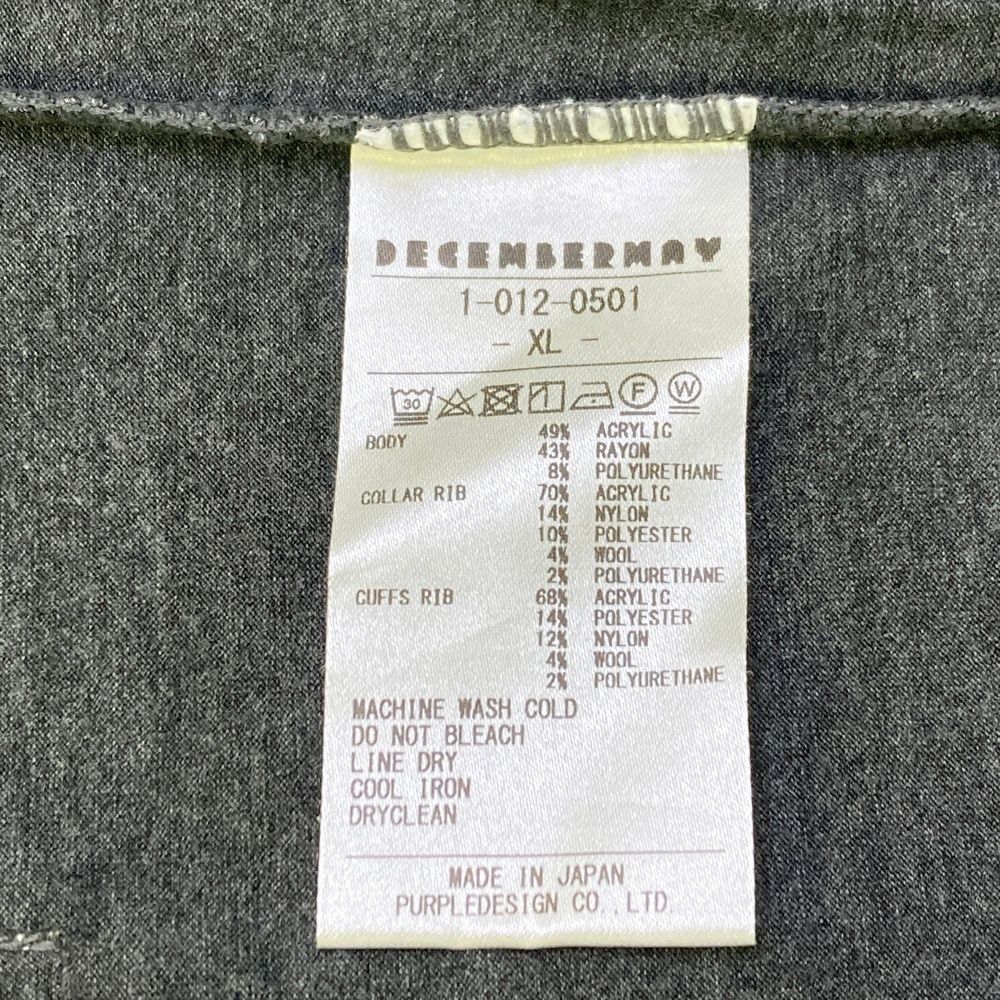 DECEMBERMAY
1-012-0501
- XL -
30 F W
BODY 49% ACRYLIC
43% RAYON
8% POLYURETHANE
COLLAR RIB 70% ACRYLIC
14% NYLON
10% POLYESTER
4% WOOL
2% POLYURETHANE
CUFFS RIB 68% ACRYLIC
14% POLYESTER
12% NYLON
4% WOOL
2% POLYURETHANE
MACHINE WASH COLD
DO NOT BLEACH
LINE DRY
COOL IRON
DRYCLEAN
MADE IN JAPAN
PURPLEDESIGN CO.,LTD.